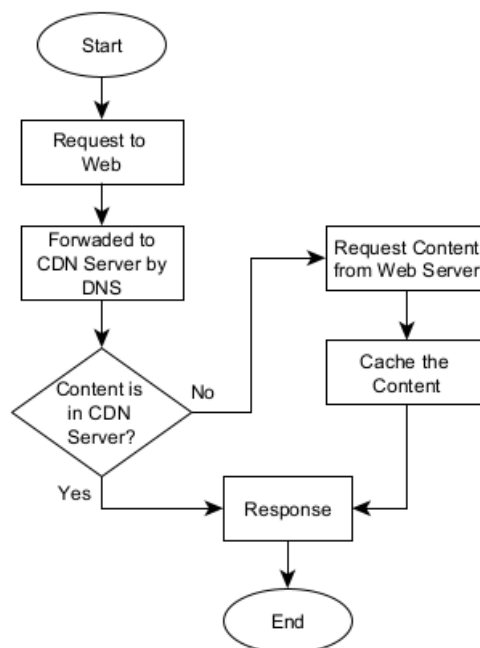 Start
Request to
Web
Forwaded to
CDN Server by
DNS
Content is
in CDN
Server?
No
Yes
Request Content
from Web Server
Cache the
Content
Response
End